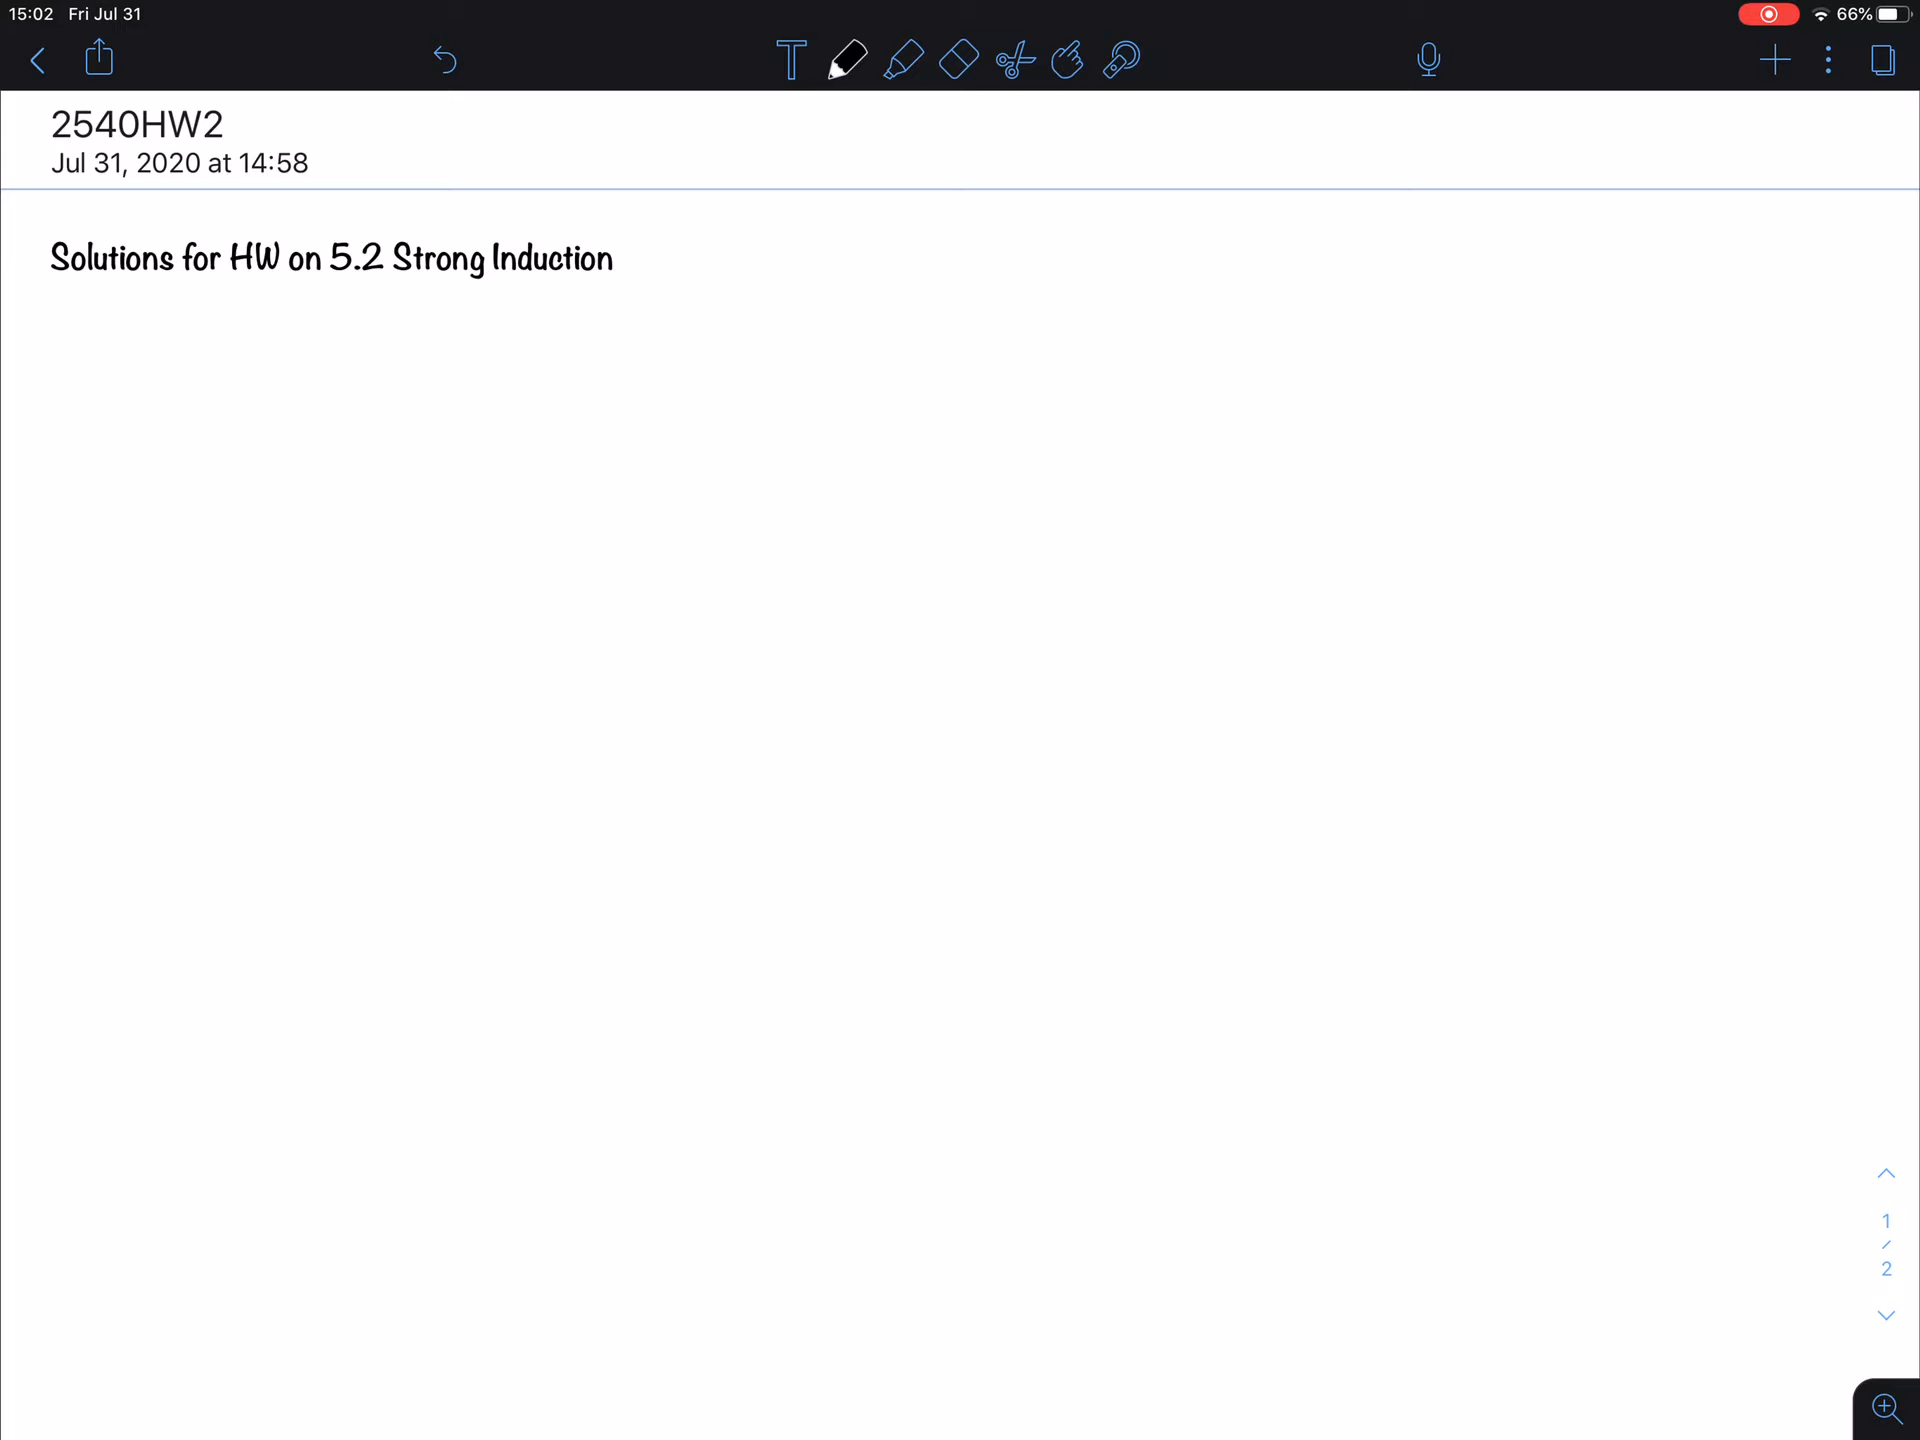 15:02 Fri Jul 31
66%
T
2540HW2
Jul 31, 2020 at 14:58
Solutions for HW on 5.2 Strong Induction
1
/
2